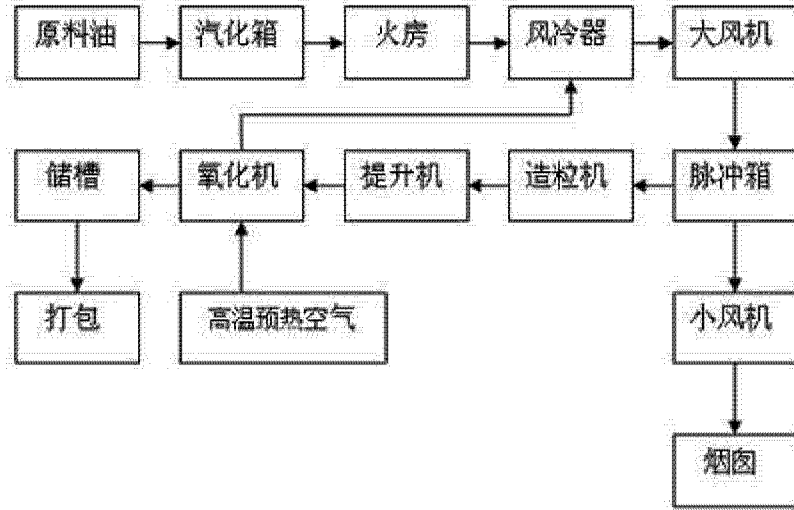 原料油
汽化箱
火房
风冷器
大风机
储槽
氧化机
提升机
造粒机
脉冲箱
打包
高温预热空气
小风机
烟囱